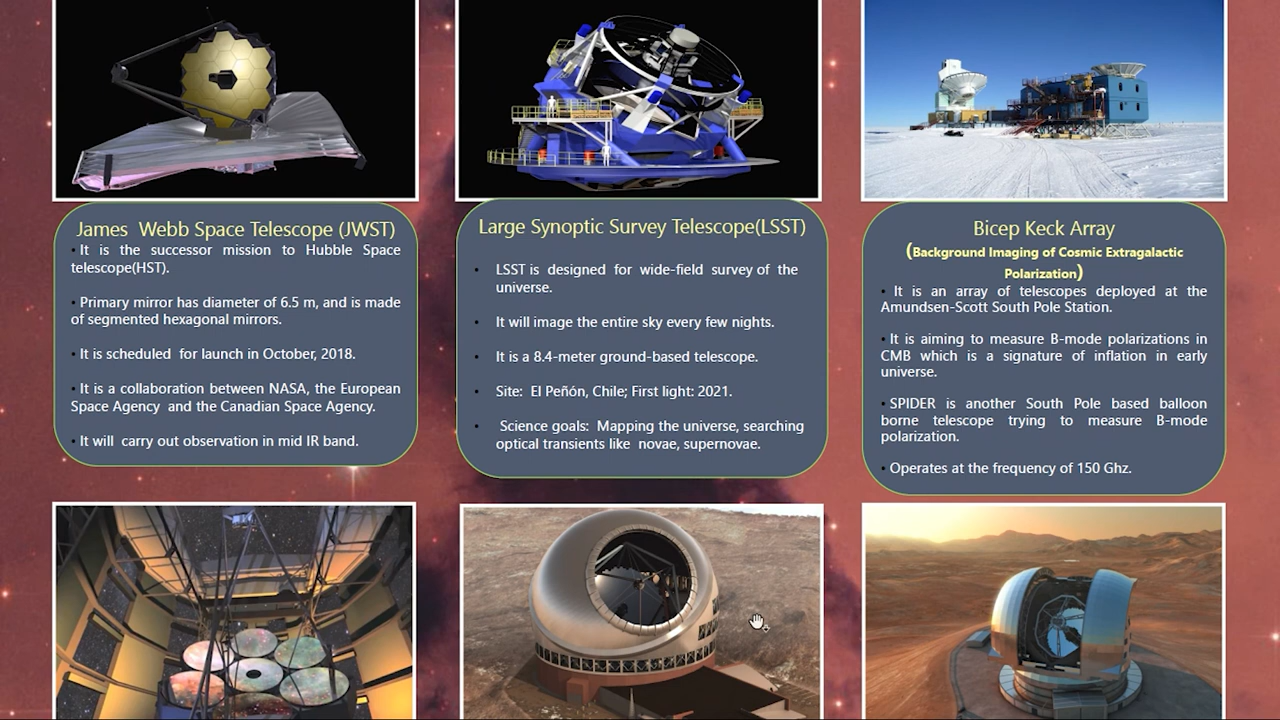 James Webb Space Telescope (JWST)
• It is the successor mission to Hubble Space
telescope(HST).
• Primary mirror has diameter of 6.5 m, and is made
of segmented hexagonal mirrors.
• It is scheduled for launch in October, 2018.
• It is a collaboration between NASA, the European
Space Agency and the Canadian Space Agency.
• It will carry out observation in mid IR band.
Large Synoptic Survey Telescope(LSST)
• LSST is designed for wide-field survey of the
universe.
• It will image the entire sky every few nights.
• It is a 8.4-meter ground-based telescope.
• Site: El Peñón, Chile; First light: 2021.
• Science goals: Mapping the universe, searching
optical transients like novae, supernovae.
Bicep Keck Array
(Background Imaging of Cosmic Extragalactic
Polarization)
• It is an array of telescopes deployed at the
Amundsen-Scott South Pole Station.
• It is aiming to measure B-mode polarizations in
CMB which is a signature of inflation in early
universe.
• SPIDER is another South Pole based balloon
borne telescope trying to measure B-mode
polarization.
• Operates at the frequency of 150 Ghz.